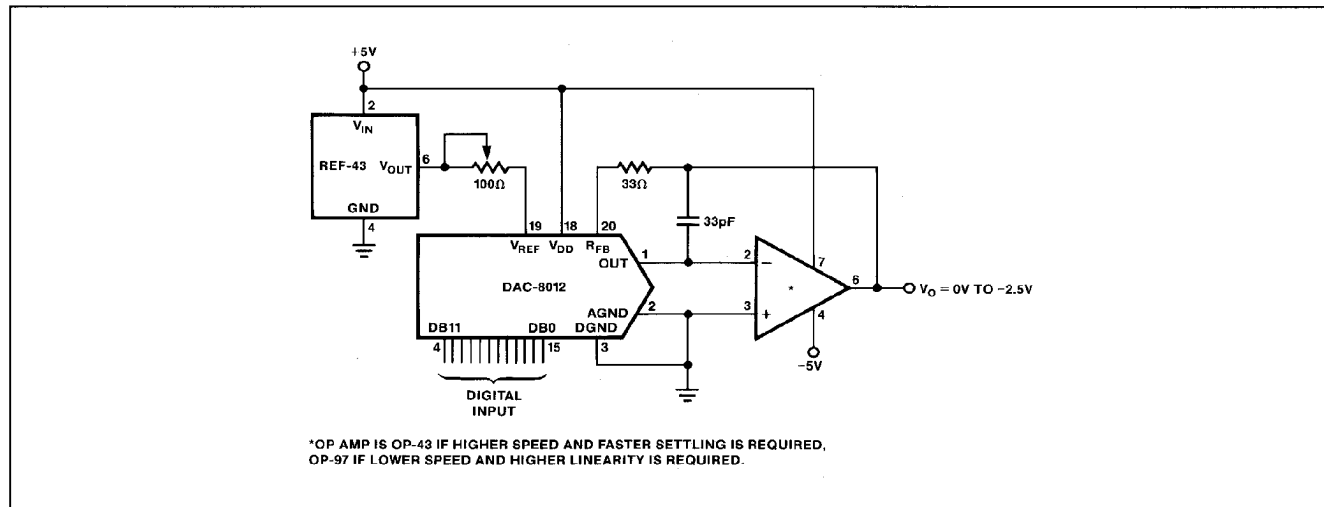 +5V
2
V_IN
REF-43 V_OUT
6
GND
4
100Ω
33Ω
33pF
19 18 20
V_REF V_DD R_FB
OUT
1
DAC-8012
AGND
2
DB11 DB0 DGND
4 15 3
DIGITAL
INPUT
2
−
*
3
+
7
6
4
−5V
V_O = 0V TO −2.5V
*OP AMP IS OP-43 IF HIGHER SPEED AND FASTER SETTLING IS REQUIRED,
OP-97 IF LOWER SPEED AND HIGHER LINEARITY IS REQUIRED.